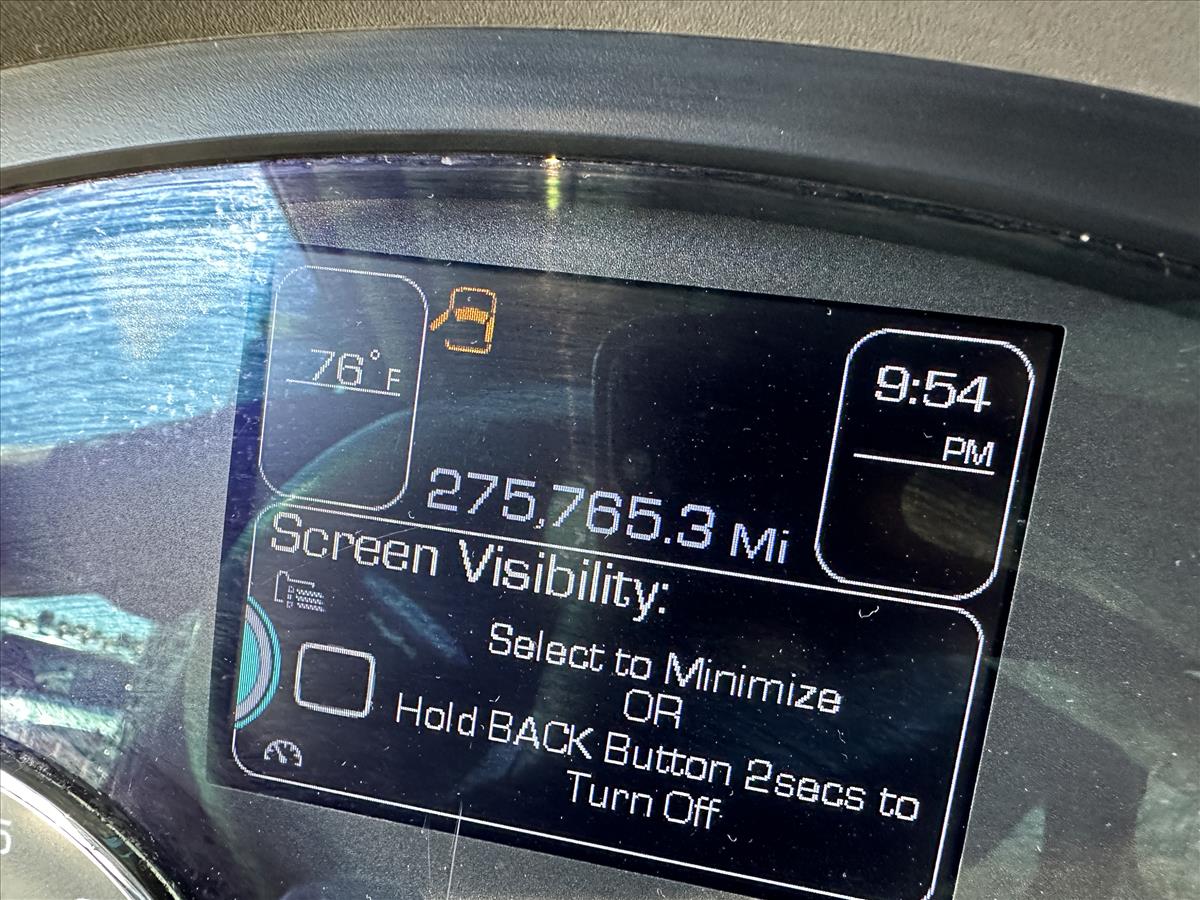 76°F
9:54
PM
275,765.3 Mi
Screen Visibility:
Select to Minimize
OR
Hold BACK Button 2secs to
Turn Off